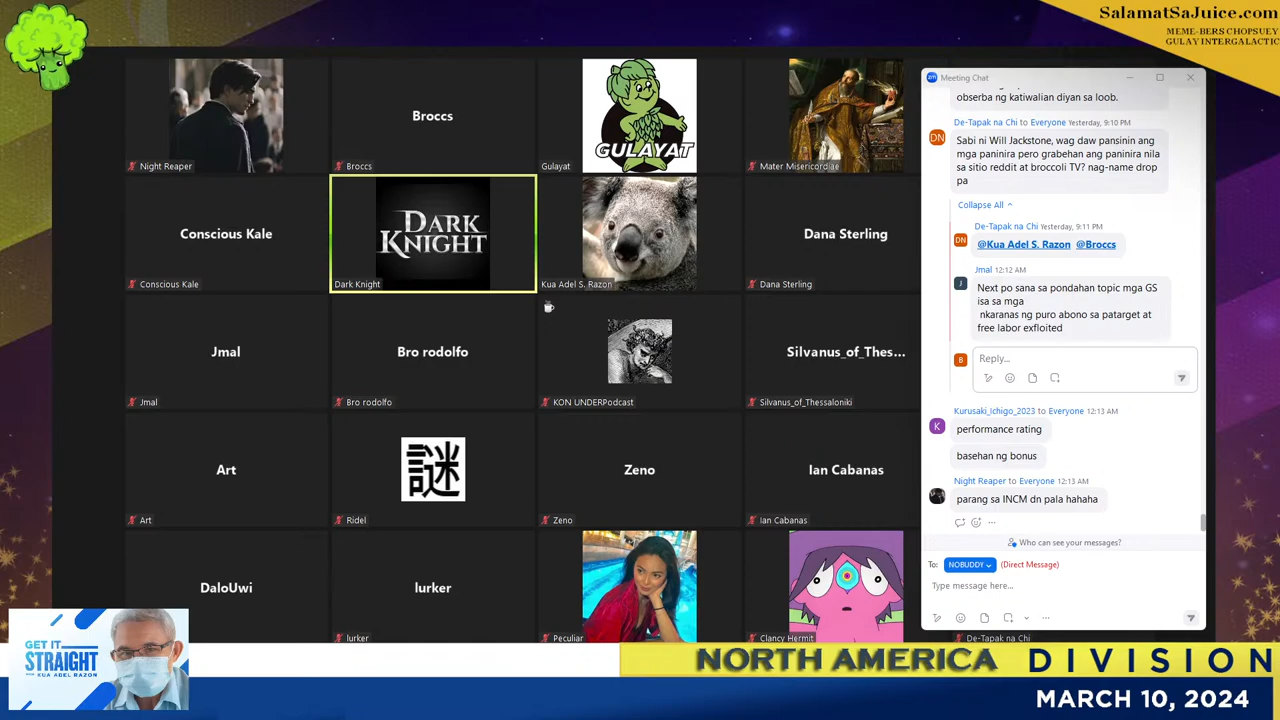 SalamatSaJuice.com
MEME-BERS CHOPSUEY
GULAY INTERGALACTIC
Night Reaper
Broccs
Broccs
GULAYAT
Gulayat
Mater Misericordiae
Conscious Kale
Conscious Kale
DARK
KNIGHT
Dark Knight
Kua Adel S. Razon
Dana Sterling
Dana Sterling
Jmal
Jmal
Bro rodolfo
Bro rodolfo
KON UNDERPodcast
Silvanus_of_Thes...
Silvanus_of_Thessaloniki
Art
Art
謎
Ridel
Zeno
Zeno
Ian Cabanas
Ian Cabanas
DaloUwi
lurker
lurker
Peculiar
Clancy Hermit
De-Tapak na Chi
zm
Meeting Chat
obserba ng katiwalian diyan sa loob.
De-Tapak na Chi to Everyone Yesterday, 9:10 PM
DN
Sabi ni Will Jackstone, wag daw pansinin ang
mga paninira pero grabehan ang paninira nila
sa sitio reddit at broccoli TV? nag-name drop
pa
Collapse All
De-Tapak na Chi Yesterday, 9:11 PM
DN
@Kua Adel S. Razon @Broccs
Jmal 12:12 AM
J
Next po sana sa pondahan topic mga GS
isa sa mga
nkaranas ng puro abono sa patarget at
free labor exfloited
B
Reply...
Kurusaki_Ichigo_2023 to Everyone 12:13 AM
K
performance rating
basehan ng bonus
Night Reaper to Everyone 12:13 AM
parang sa INCM dn pala hahaha
Who can see your messages?
To: NOBUDDY (Direct Message)
Type message here...
GET IT
STRAIGHT
KUA ADEL RAZON
NORTH AMERICA DIVISION
MARCH 10, 2024